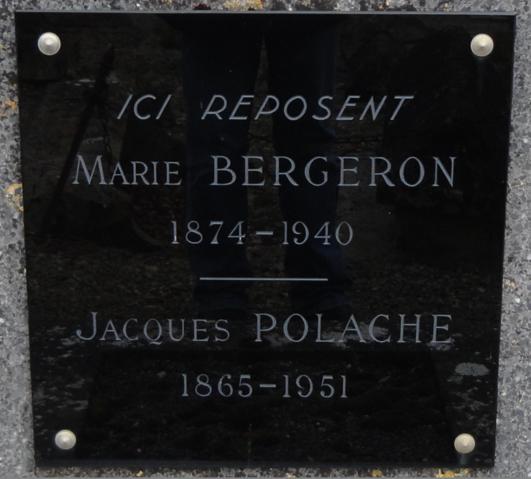 ICI REPOSENT
MARIE BERGERON
1874-1940
JACQUES POLACHE
1865-1951